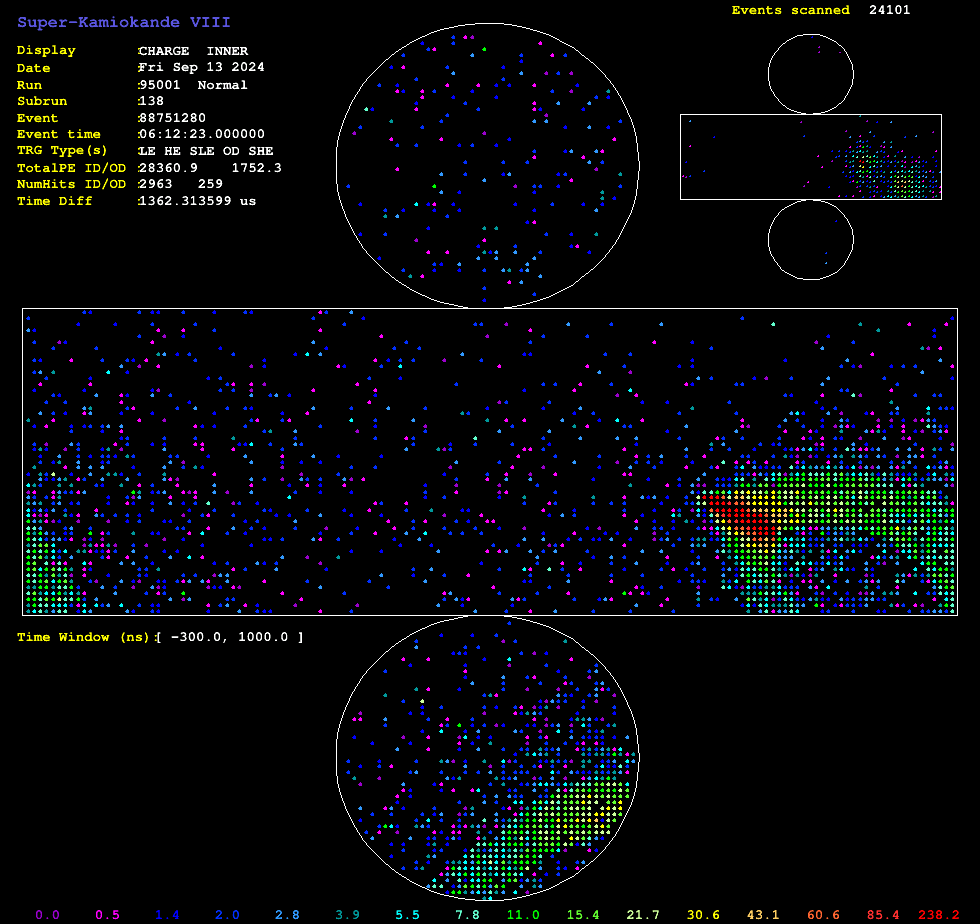 Super-Kamiokande VIII
Events scanned 24101
Display :CHARGE INNER
Date :Fri Sep 13 2024
Run :95001 Normal
Subrun :138
Event :88751280
Event time :06:12:23.000000
TRG Type(s) :LE HE SLE OD SHE
TotalPE ID/OD :28360.9 1752.3
NumHits ID/OD :2963 259
Time Diff :1362.313599 us
Time Window (ns):[ -300.0, 1000.0 ]
0.0 0.5 1.4 2.0 2.8 3.9 5.5 7.8 11.0 15.4 21.7 30.6 43.1 60.6 85.4 238.2